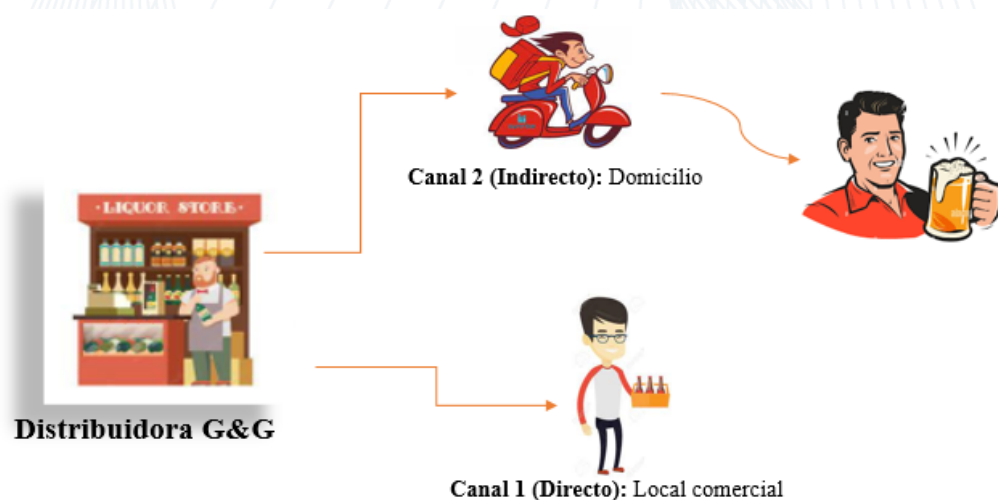 Canal 2 (Indirecto): Domicilio
·LIQUOR STORE·
Distribuidora G&G
Canal 1 (Directo): Local comercial